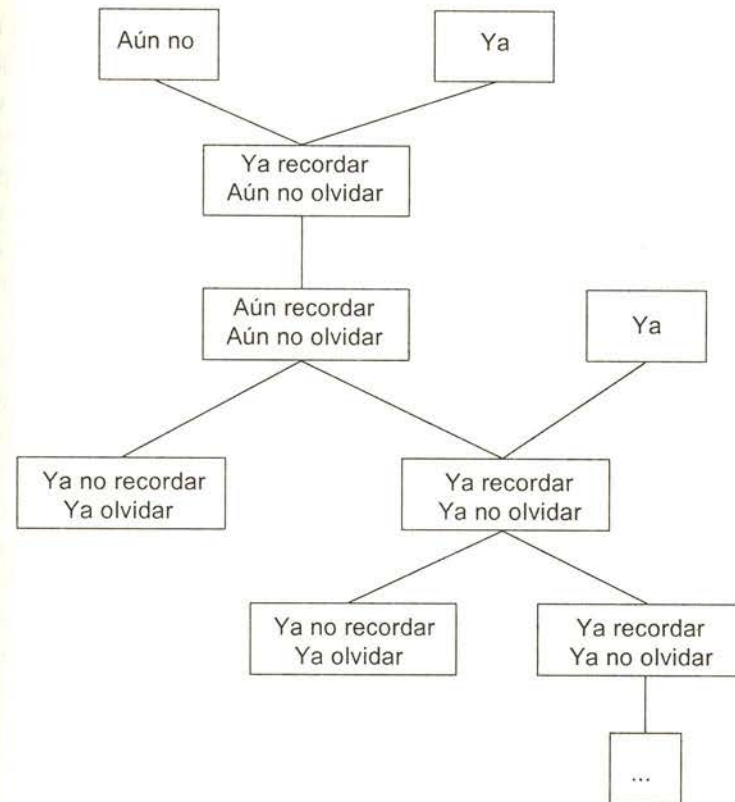 Aún no
Ya
Ya recordar
Aún no olvidar
Aún recordar
Aún no olvidar
Ya
Ya no recordar
Ya olvidar
Ya recordar
Ya no olvidar
Ya no recordar
Ya olvidar
Ya recordar
Ya no olvidar
...